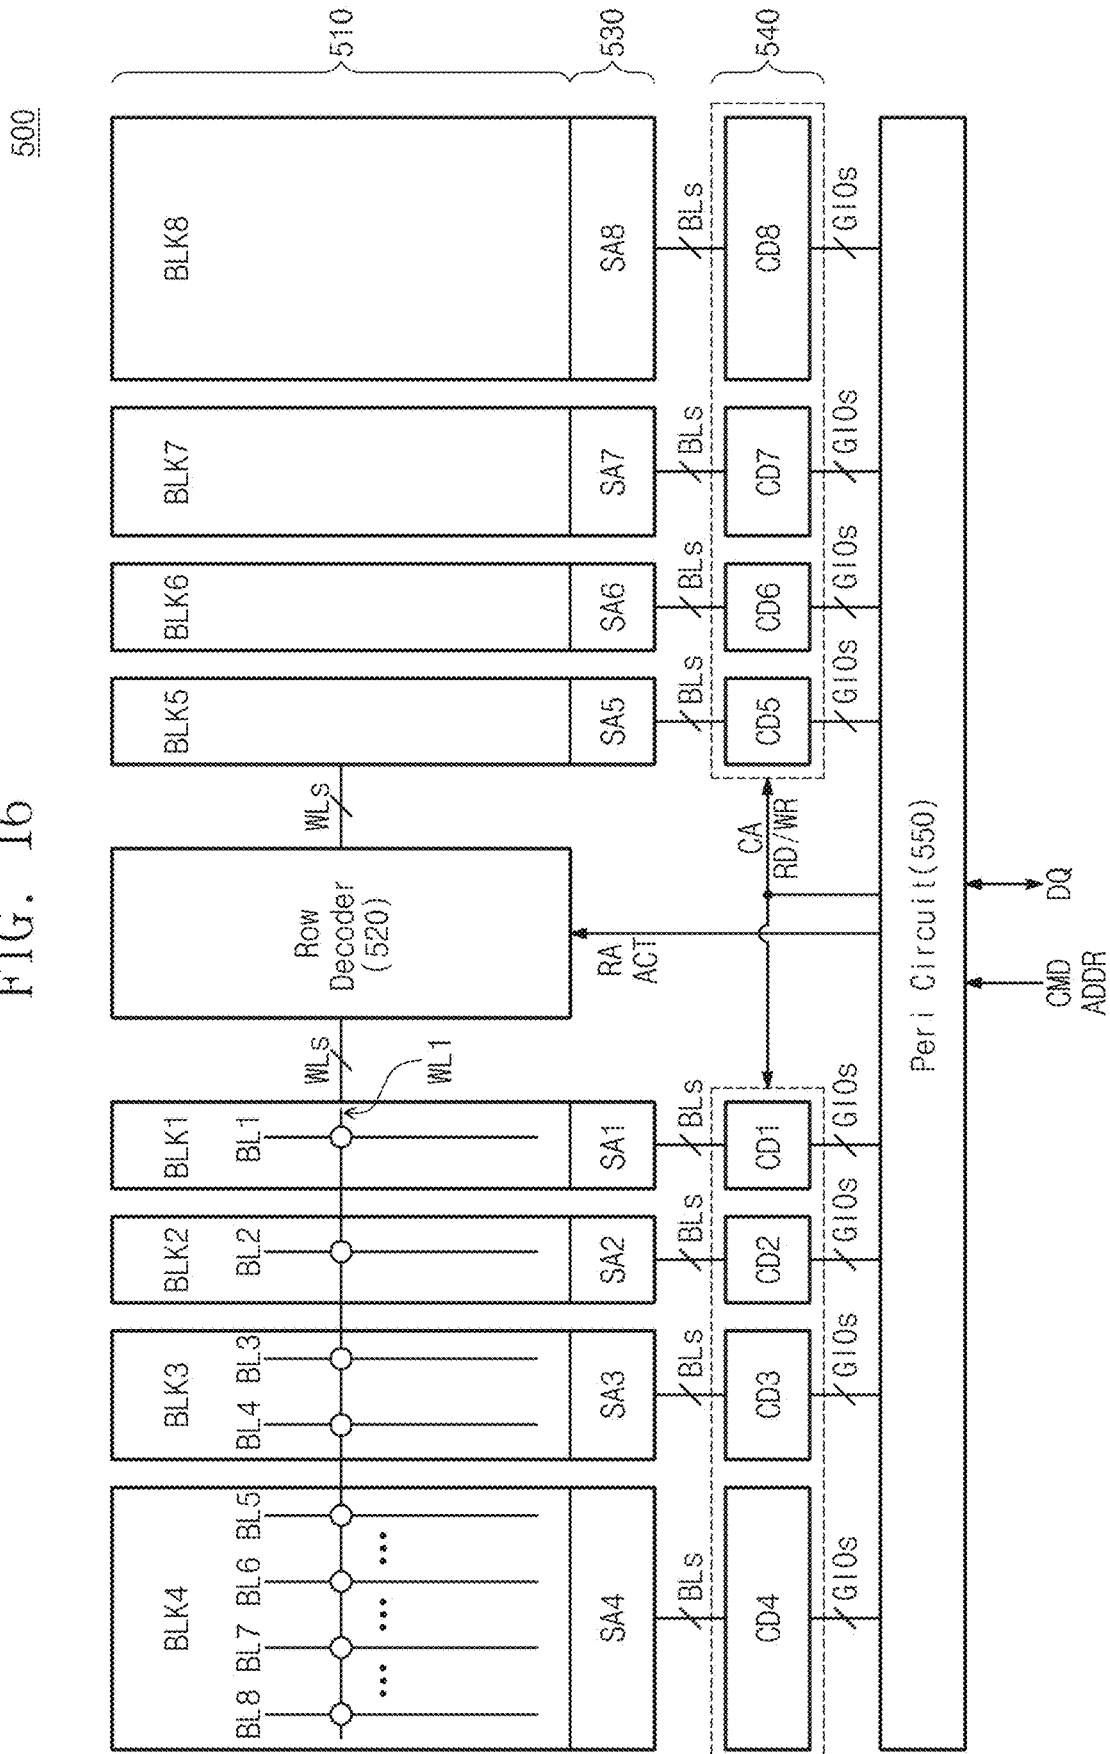 FIG. 16
500
BLK4
BLK3
BLK2
BLK1
BLK5
BLK6
BLK7
BLK8
BL8
BL7
BL6
BL5
BL4
BL3
BL2
BL1
WLs
Row
Decoder
(520)
WLs
510
WL1
...
...
...
SA4
SA3
SA2
SA1
RA
ACT
SA5
SA6
SA7
SA8
530
BLs
BLs
BLs
BLs
BLs
BLs
BLs
BLs
CD4
CD3
CD2
CD1
CA
RD/WR
CD5
CD6
CD7
CD8
540
GIOs
GIOs
GIOs
GIOs
GIOs
GIOs
GIOs
GIOs
Peri Circuit(550)
CMD
ADDR
DQ